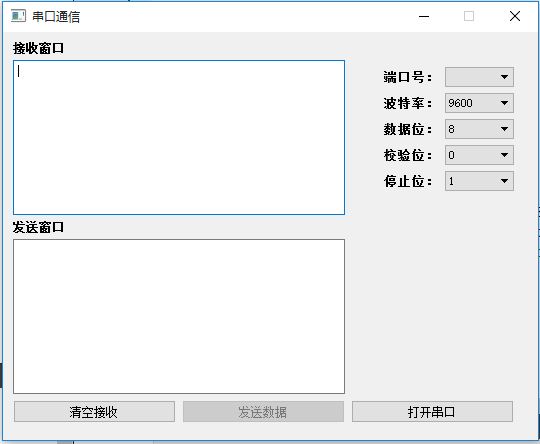 串口通信
接收窗口
端口号：
波特率： 9600
数据位： 8
校验位： 0
停止位： 1
发送窗口
清空接收 发送数据 打开串口